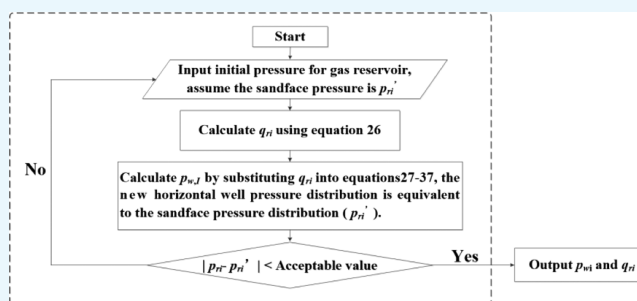 Start
Input initial pressure for gas reservoir,
assume the sandface pressure is pri'
Calculate qri using equation 26
No
Calculate pw,I by substituting qri into equations27-37, the
new horizontal well pressure distribution is equivalent
to the sandface pressure distribution ( pri' ).
| pri- pri' | < Acceptable value
Yes
Output pwi and qri